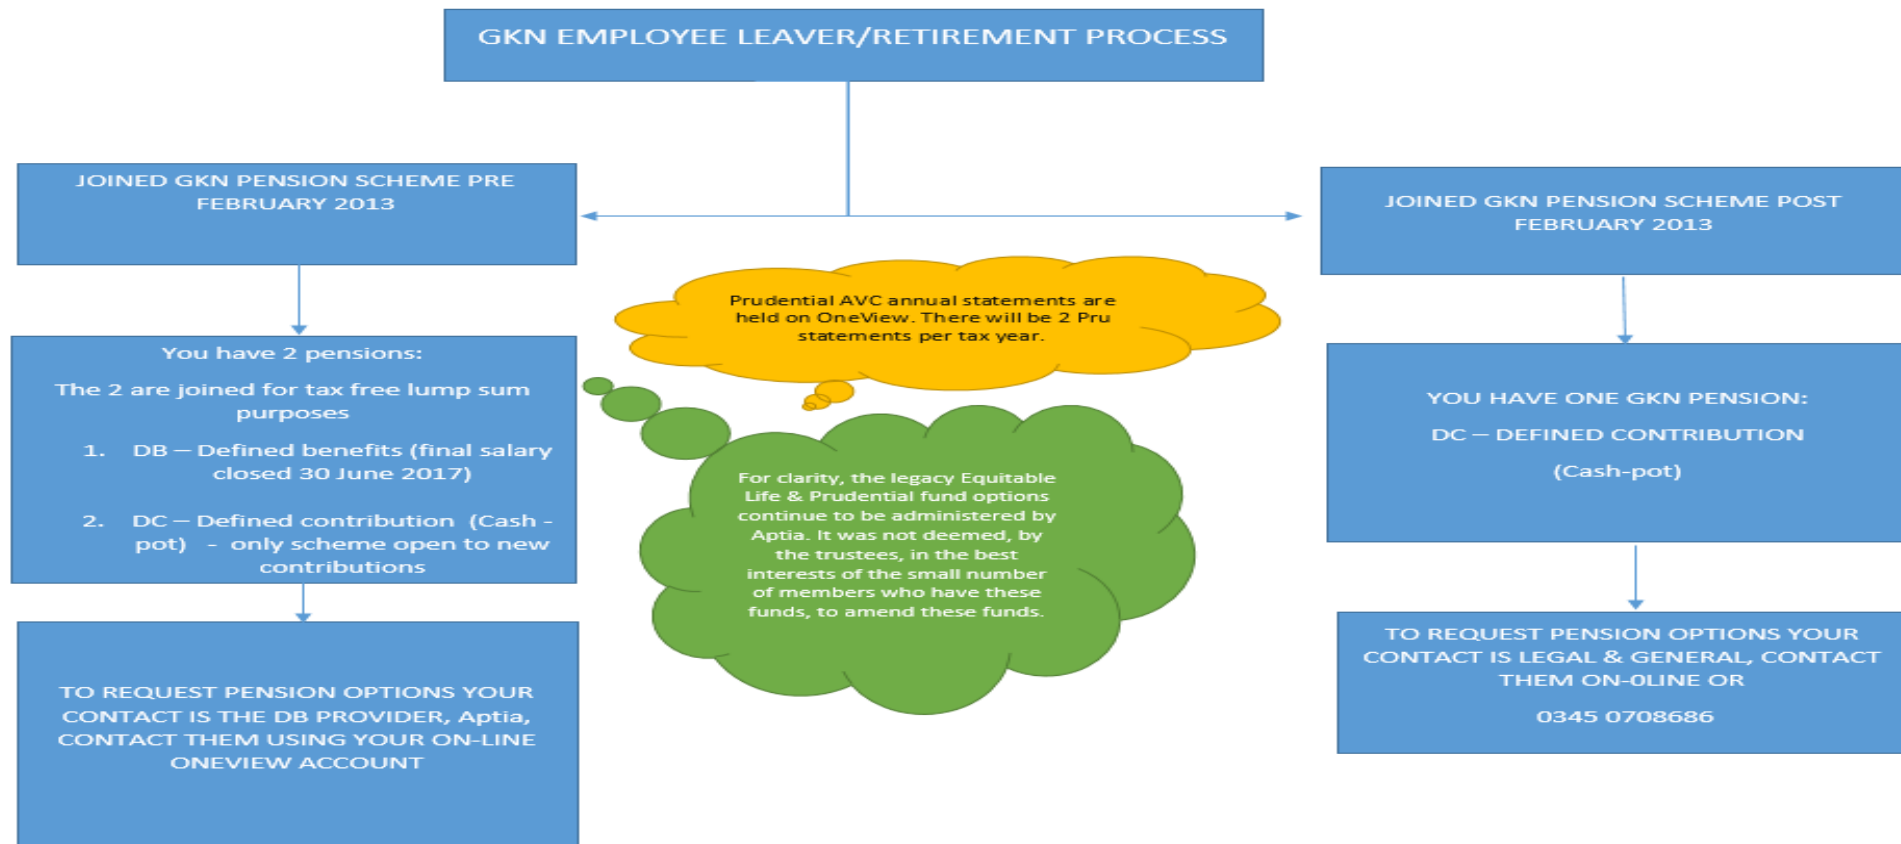 GKN EMPLOYEE LEAVER/RETIREMENT PROCESS
JOINED GKN PENSION SCHEME PRE
FEBRUARY 2013
JOINED GKN PENSION SCHEME POST
FEBRUARY 2013
Prudential AVC annual statements are
held on OneView. There will be 2 Pru
statements per tax year.
You have 2 pensions:
The 2 are joined for tax free lump sum
purposes
1. DB – Defined benefits (final salary
closed 30 June 2017)
2. DC – Defined contribution (Cash -
pot) - only scheme open to new
contributions
YOU HAVE ONE GKN PENSION:
DC – DEFINED CONTRIBUTION
(Cash-pot)
For clarity, the legacy Equitable
Life & Prudential fund options
continue to be administered by
Aptia. It was not deemed, by
the trustees, in the best
interests of the small number
of members who have these
funds, to amend these funds.
TO REQUEST PENSION OPTIONS YOUR
CONTACT IS THE DB PROVIDER, Aptia,
CONTACT THEM USING YOUR ON-LINE
ONEVIEW ACCOUNT
TO REQUEST PENSION OPTIONS YOUR
CONTACT IS LEGAL & GENERAL, CONTACT
THEM ON-0LINE OR
0345 0708686